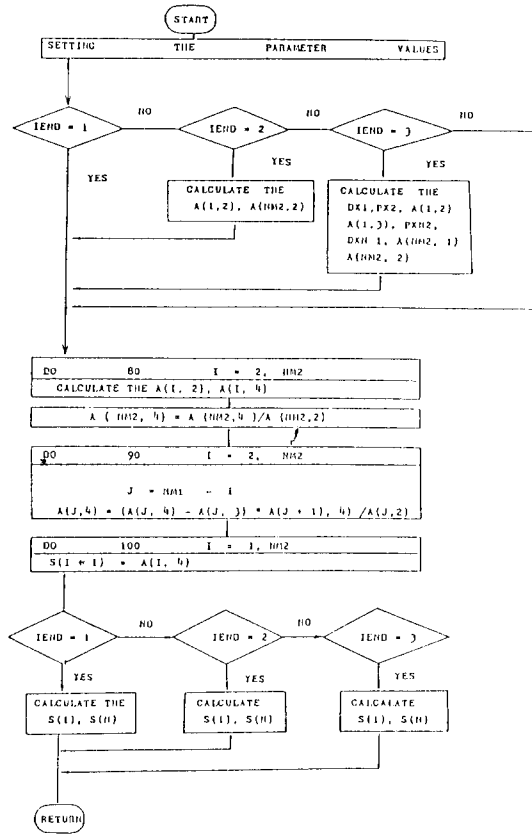 START
SETTING THE PARAMETER VALUES
IEND = 1
NO
IEND = 2
NO
IEND = 3
NO
YES
YES
YES
CALCULATE THE
A(1,2), A(NM2,2)
CALCULATE THE
DX1,PX2, A(1,2)
A(1,3), PXN2,
DXN-1, A(NM2, 1)
A(NM2, 2)
DO 80 I = 2, NM2
CALCULATE THE A(I, 2), A(I, 4)
A ( NM2, 4) = A (NM2,4 )/A (NM2,2)
DO 90 I = 2, NM2
J = NM1 - I
A(J,4) = (A(J, 4) - A(J, 3) * A(J + 1), 4) /A(J,2)
DO 100 I = 1, NM2
S(I + 1) = A(I, 4)
IEND = 1
NO
IEND = 2
NO
IEND = 3
YES
YES
YES
CALCULATE THE
S(1), S(N)
CALCULATE
S(1), S(N)
CALCALATE
S(1), S(N)
RETURN